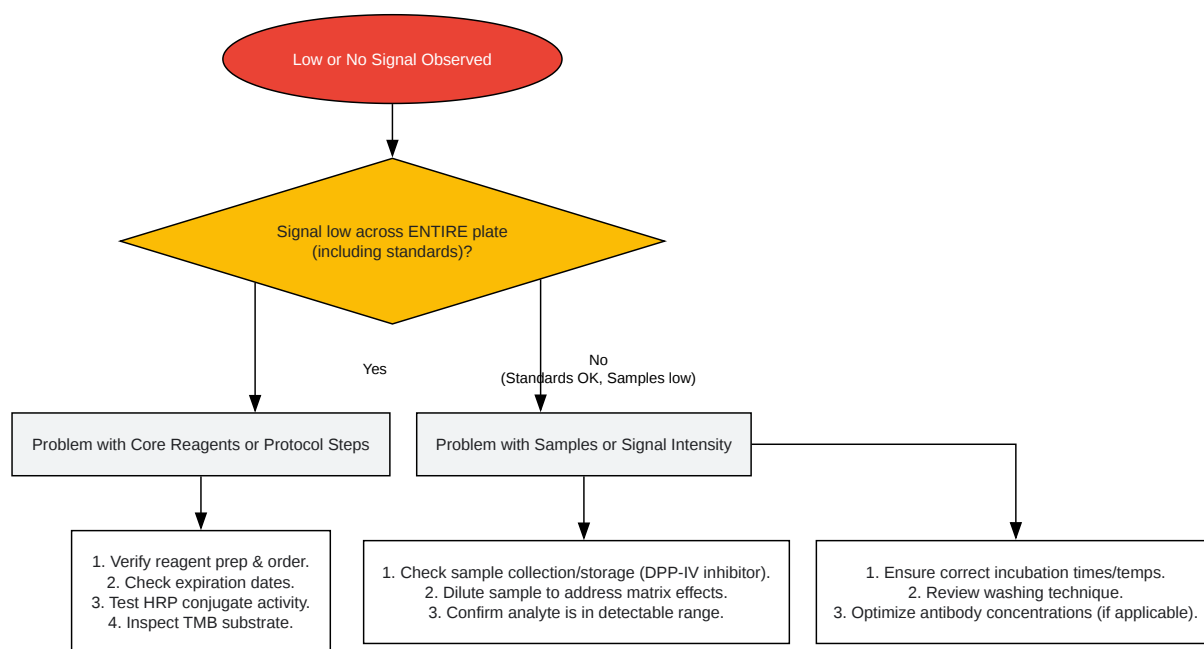 Low or No Signal Observed
Signal low across ENTIRE plate
(including standards)?
Yes
No
(Standards OK, Samples low)
Problem with Core Reagents or Protocol Steps
Problem with Samples or Signal Intensity
1. Verify reagent prep & order.
2. Check expiration dates.
3. Test HRP conjugate activity.
4. Inspect TMB substrate.
1. Check sample collection/storage (DPP-IV inhibitor).
2. Dilute sample to address matrix effects.
3. Confirm analyte is in detectable range.
1. Ensure correct incubation times/temps.
2. Review washing technique.
3. Optimize antibody concentrations (if applicable).